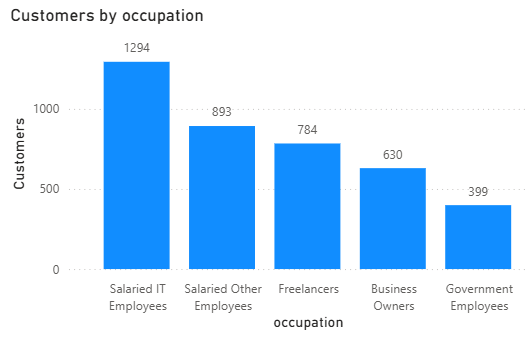 Customers by occupation
1294
893
784
630
399
1000
500
0
Customers
Salaried IT
Employees
Salaried Other
Employees
Freelancers
Business
Owners
Government
Employees
occupation